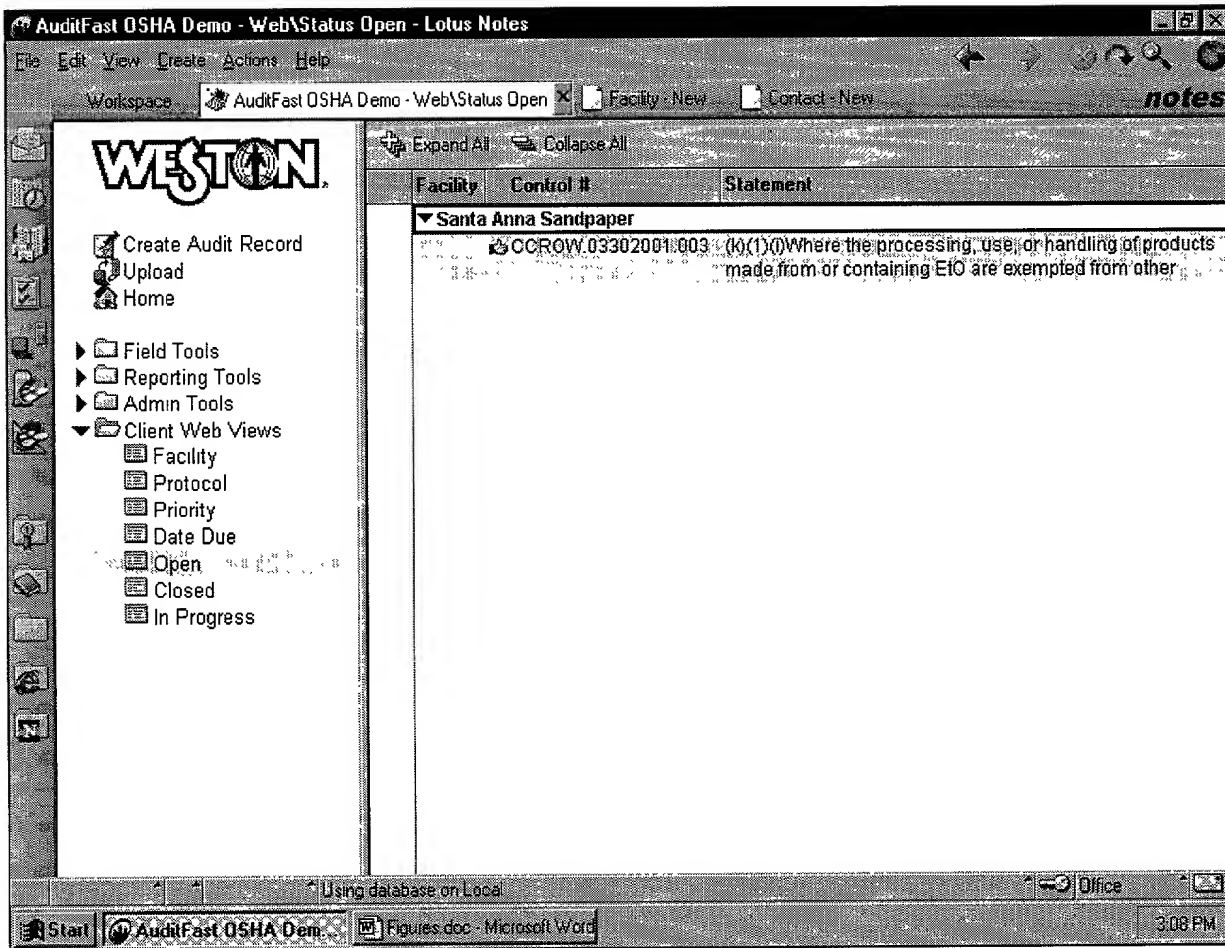 AuditFast OSHA Demo - Web\Status Open - Lotus Notes
File Edit View Create Actions Help
Workspace AuditFast OSHA Demo - Web\Status Open Facility - New Contact - New notes
WESTON.
Expand All Collapse All
Facility Control # Statement
Santa Anna Sandpaper
CCROW.03302001.003 (k)(1)(i)Where the processing, use, or handling of products
made from or containing EtO are exempted from other
Create Audit Record
Upload
Home
Field Tools
Reporting Tools
Admin Tools
Client Web Views
Facility
Protocol
Priority
Date Due
Open
Closed
In Progress
Using database on Local
Office
Start AuditFast OSHA Dem... Figures.doc - Microsoft Word 3:08 PM